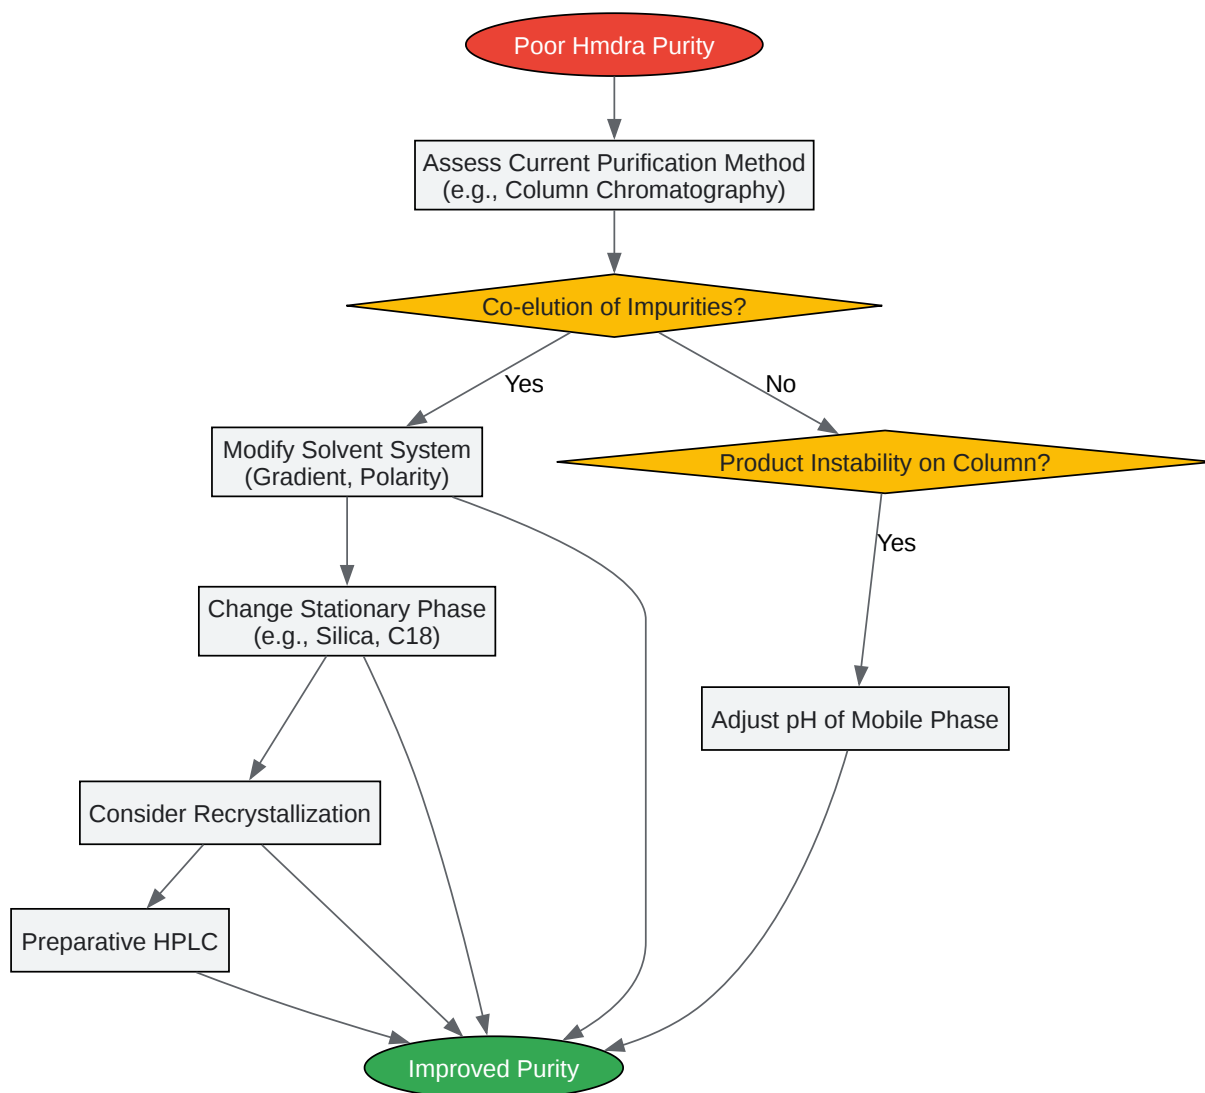 Poor Hmdra Purity
Assess Current Purification Method
(e.g., Column Chromatography)
Co-elution of Impurities?
Yes
No
Modify Solvent System
(Gradient, Polarity)
Product Instability on Column?
Yes
Change Stationary Phase
(e.g., Silica, C18)
Adjust pH of Mobile Phase
Consider Recrystallization
Preparative HPLC
Improved Purity